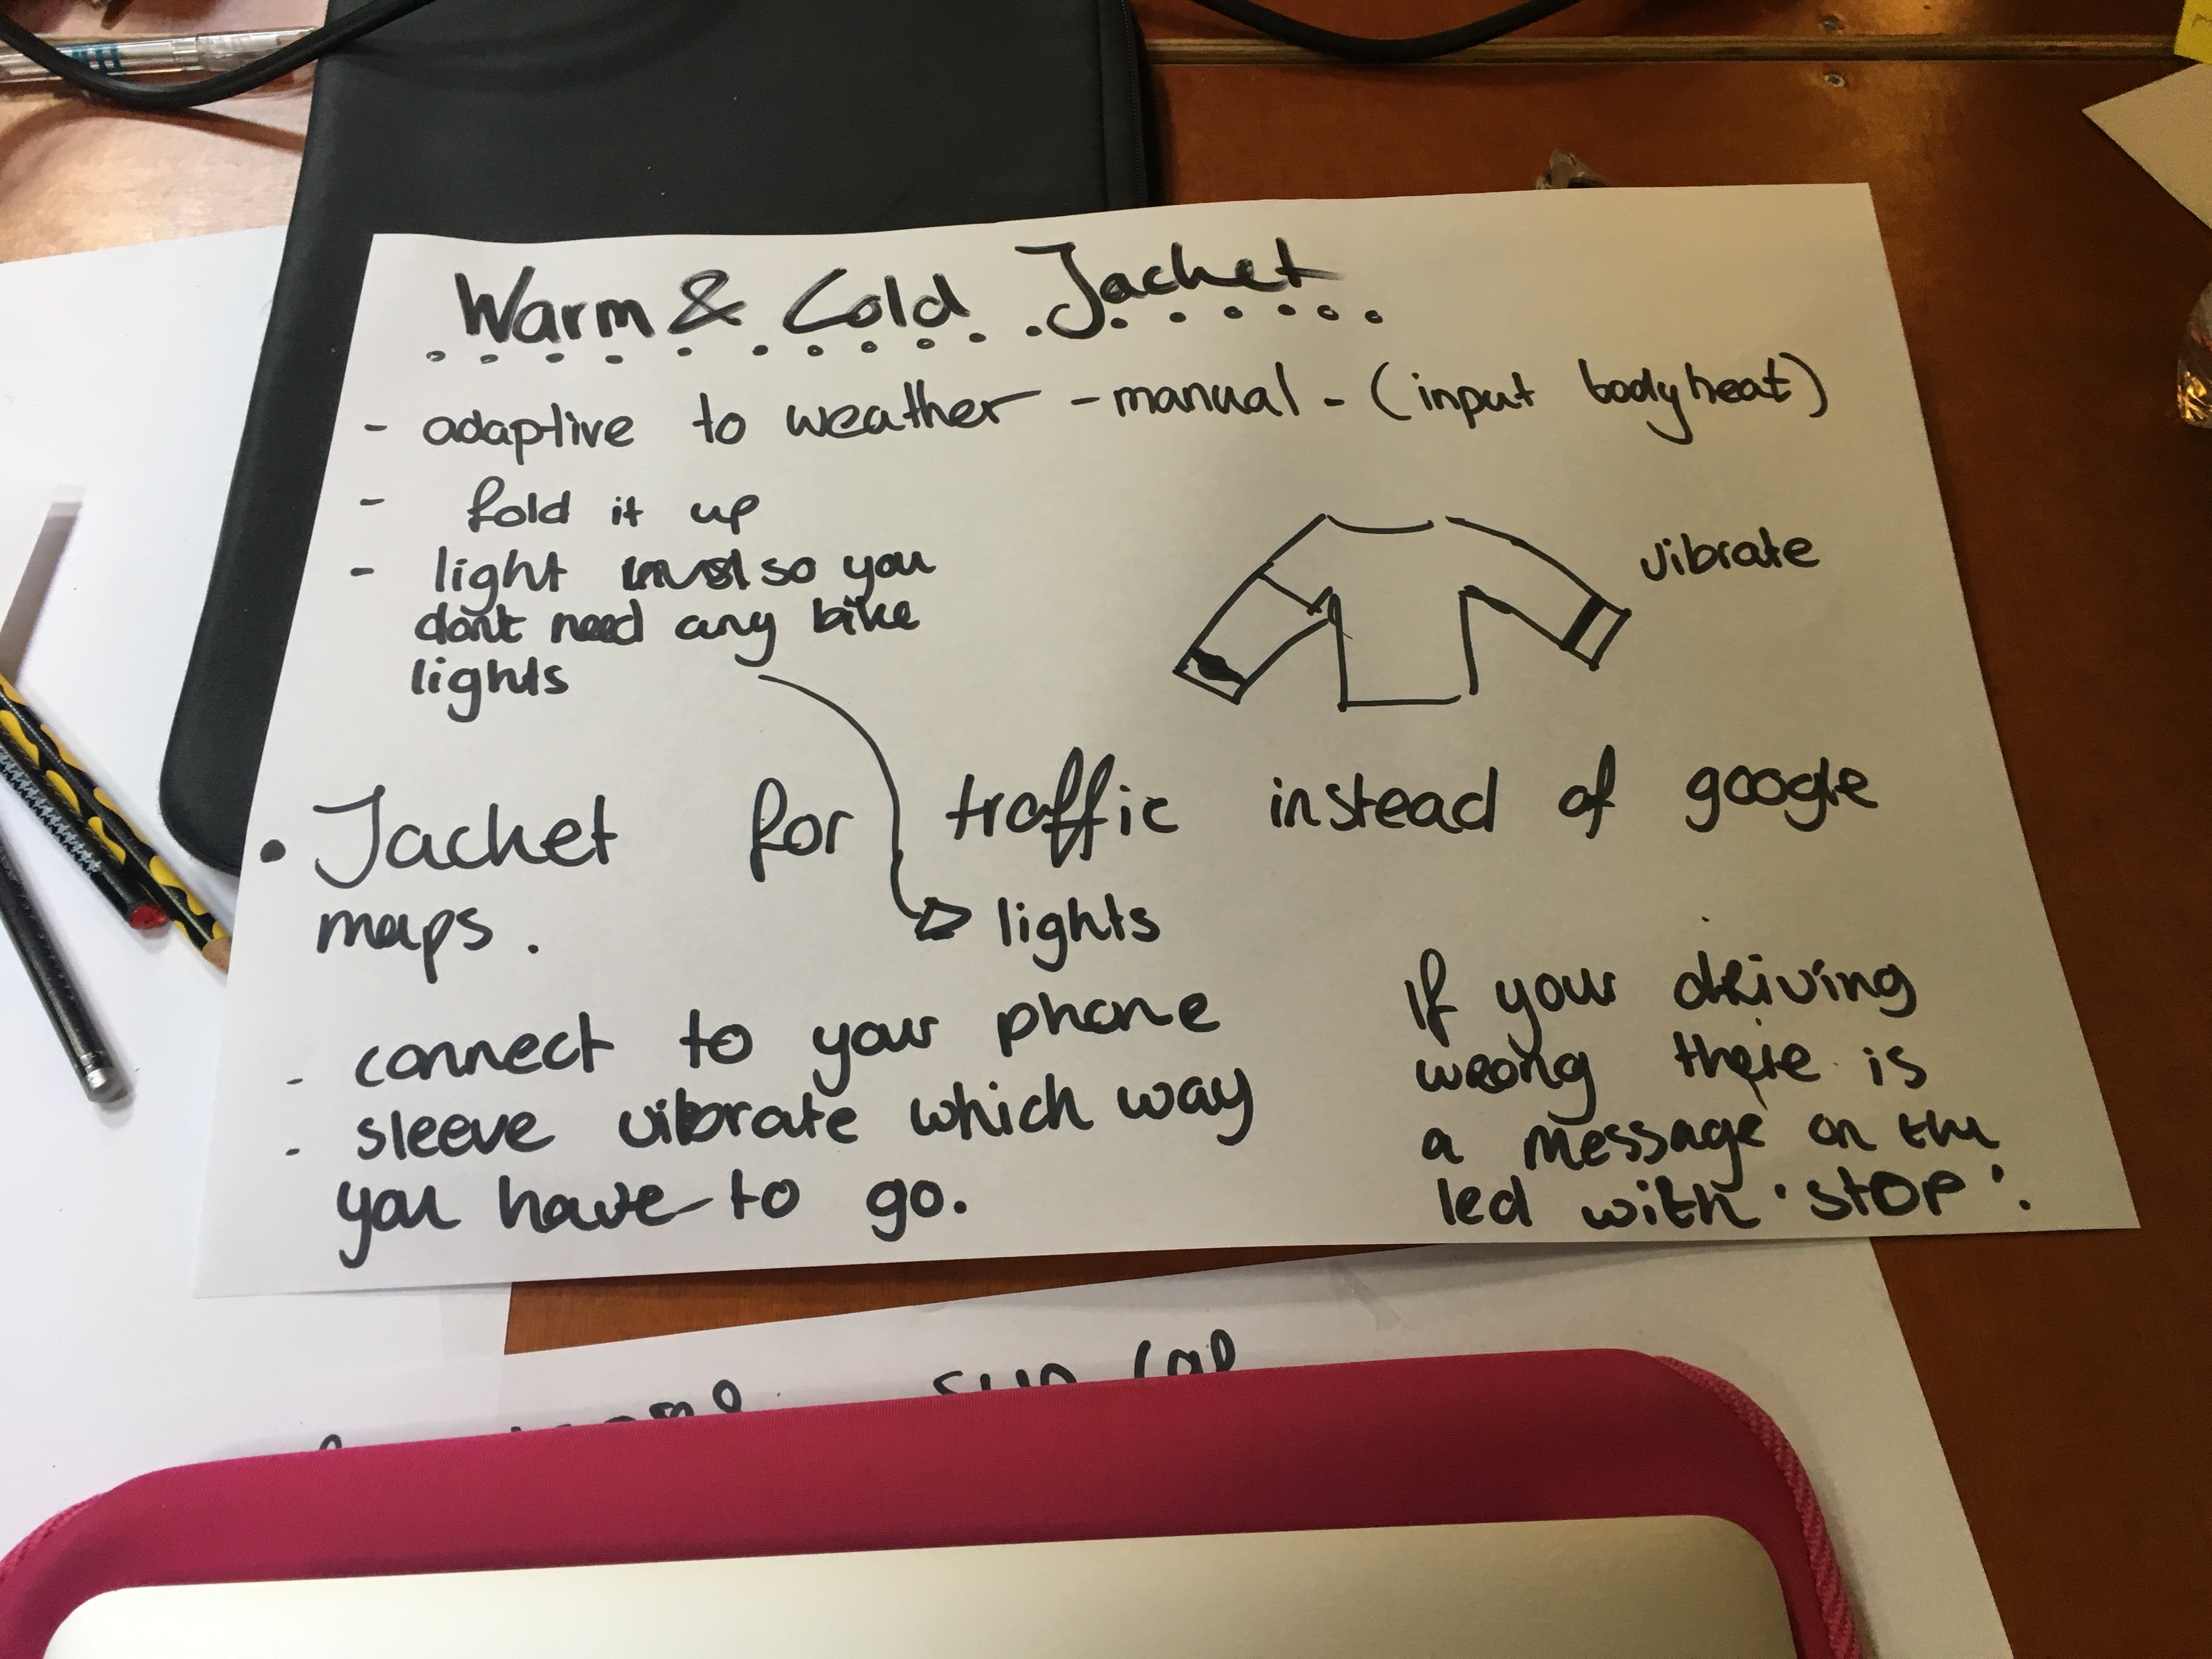 Warm & Cold Jacket
- adaptive to weather - manual - (input bodyheat)
- fold it up
- light so you
dont need any bike
lights
vibrate
• Jacket for traffic instead of google
maps.
lights
- connect to your phone
- sleeve vibrate which way
you have to go.
If your driving
wrong there is
a message on the
led with 'STOP'.
sun cap